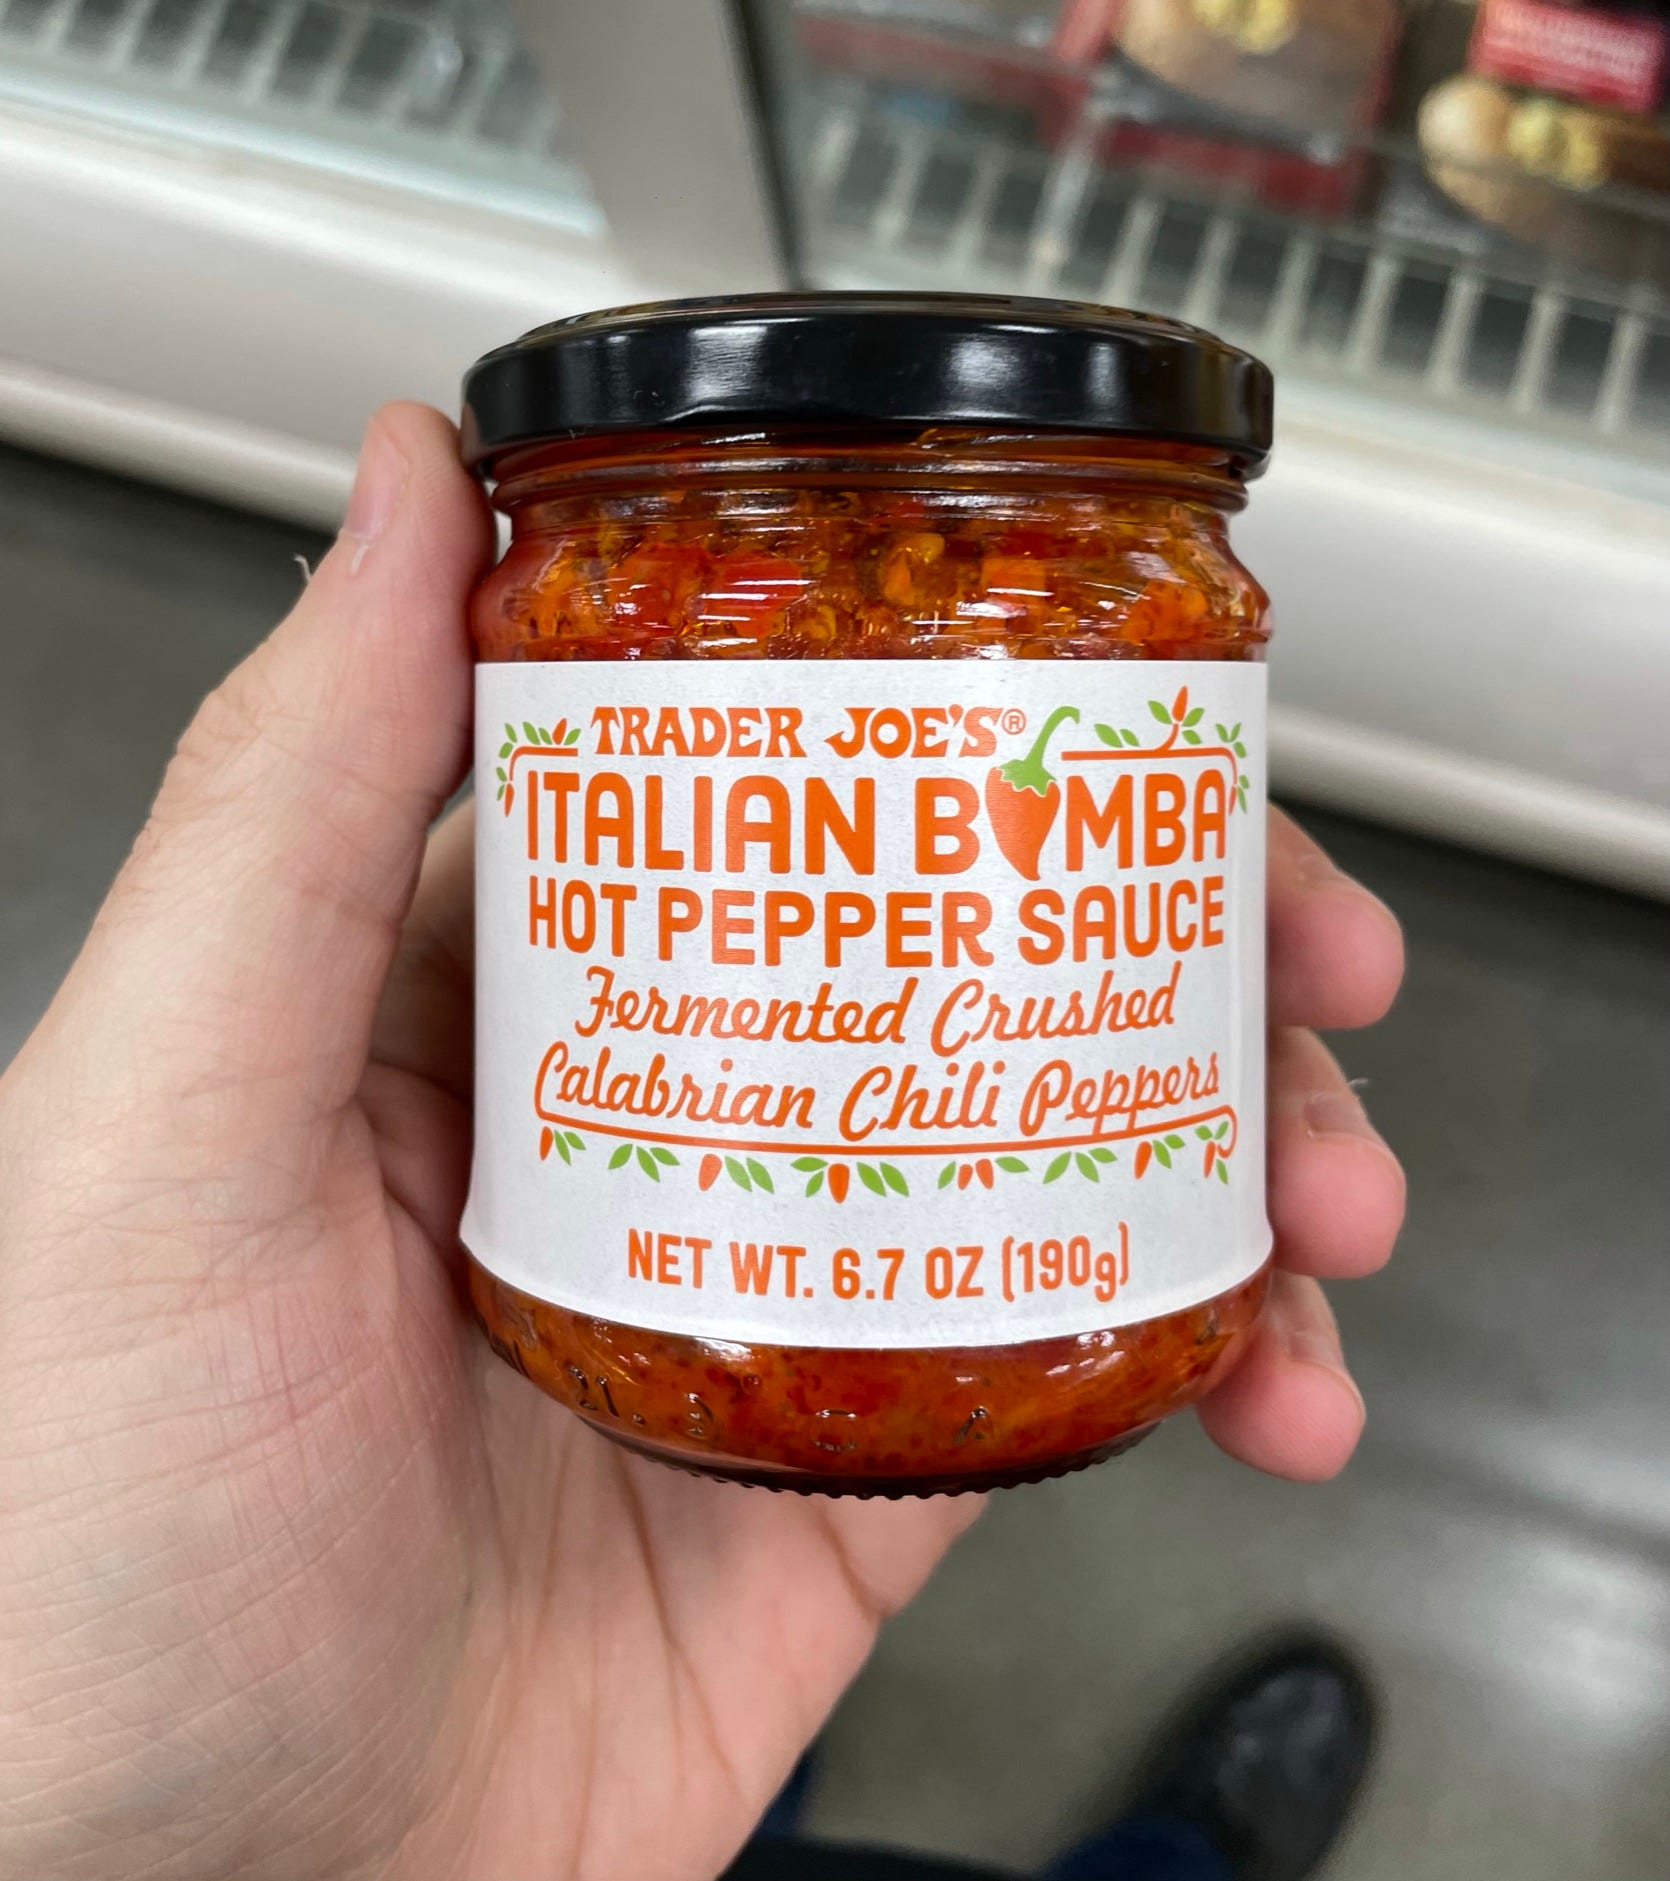 TRADER JOE'S®
ITALIAN BOMBA
HOT PEPPER SAUCE
Fermented Crushed
Calabrian Chili Peppers
NET WT. 6.7 OZ (190g)